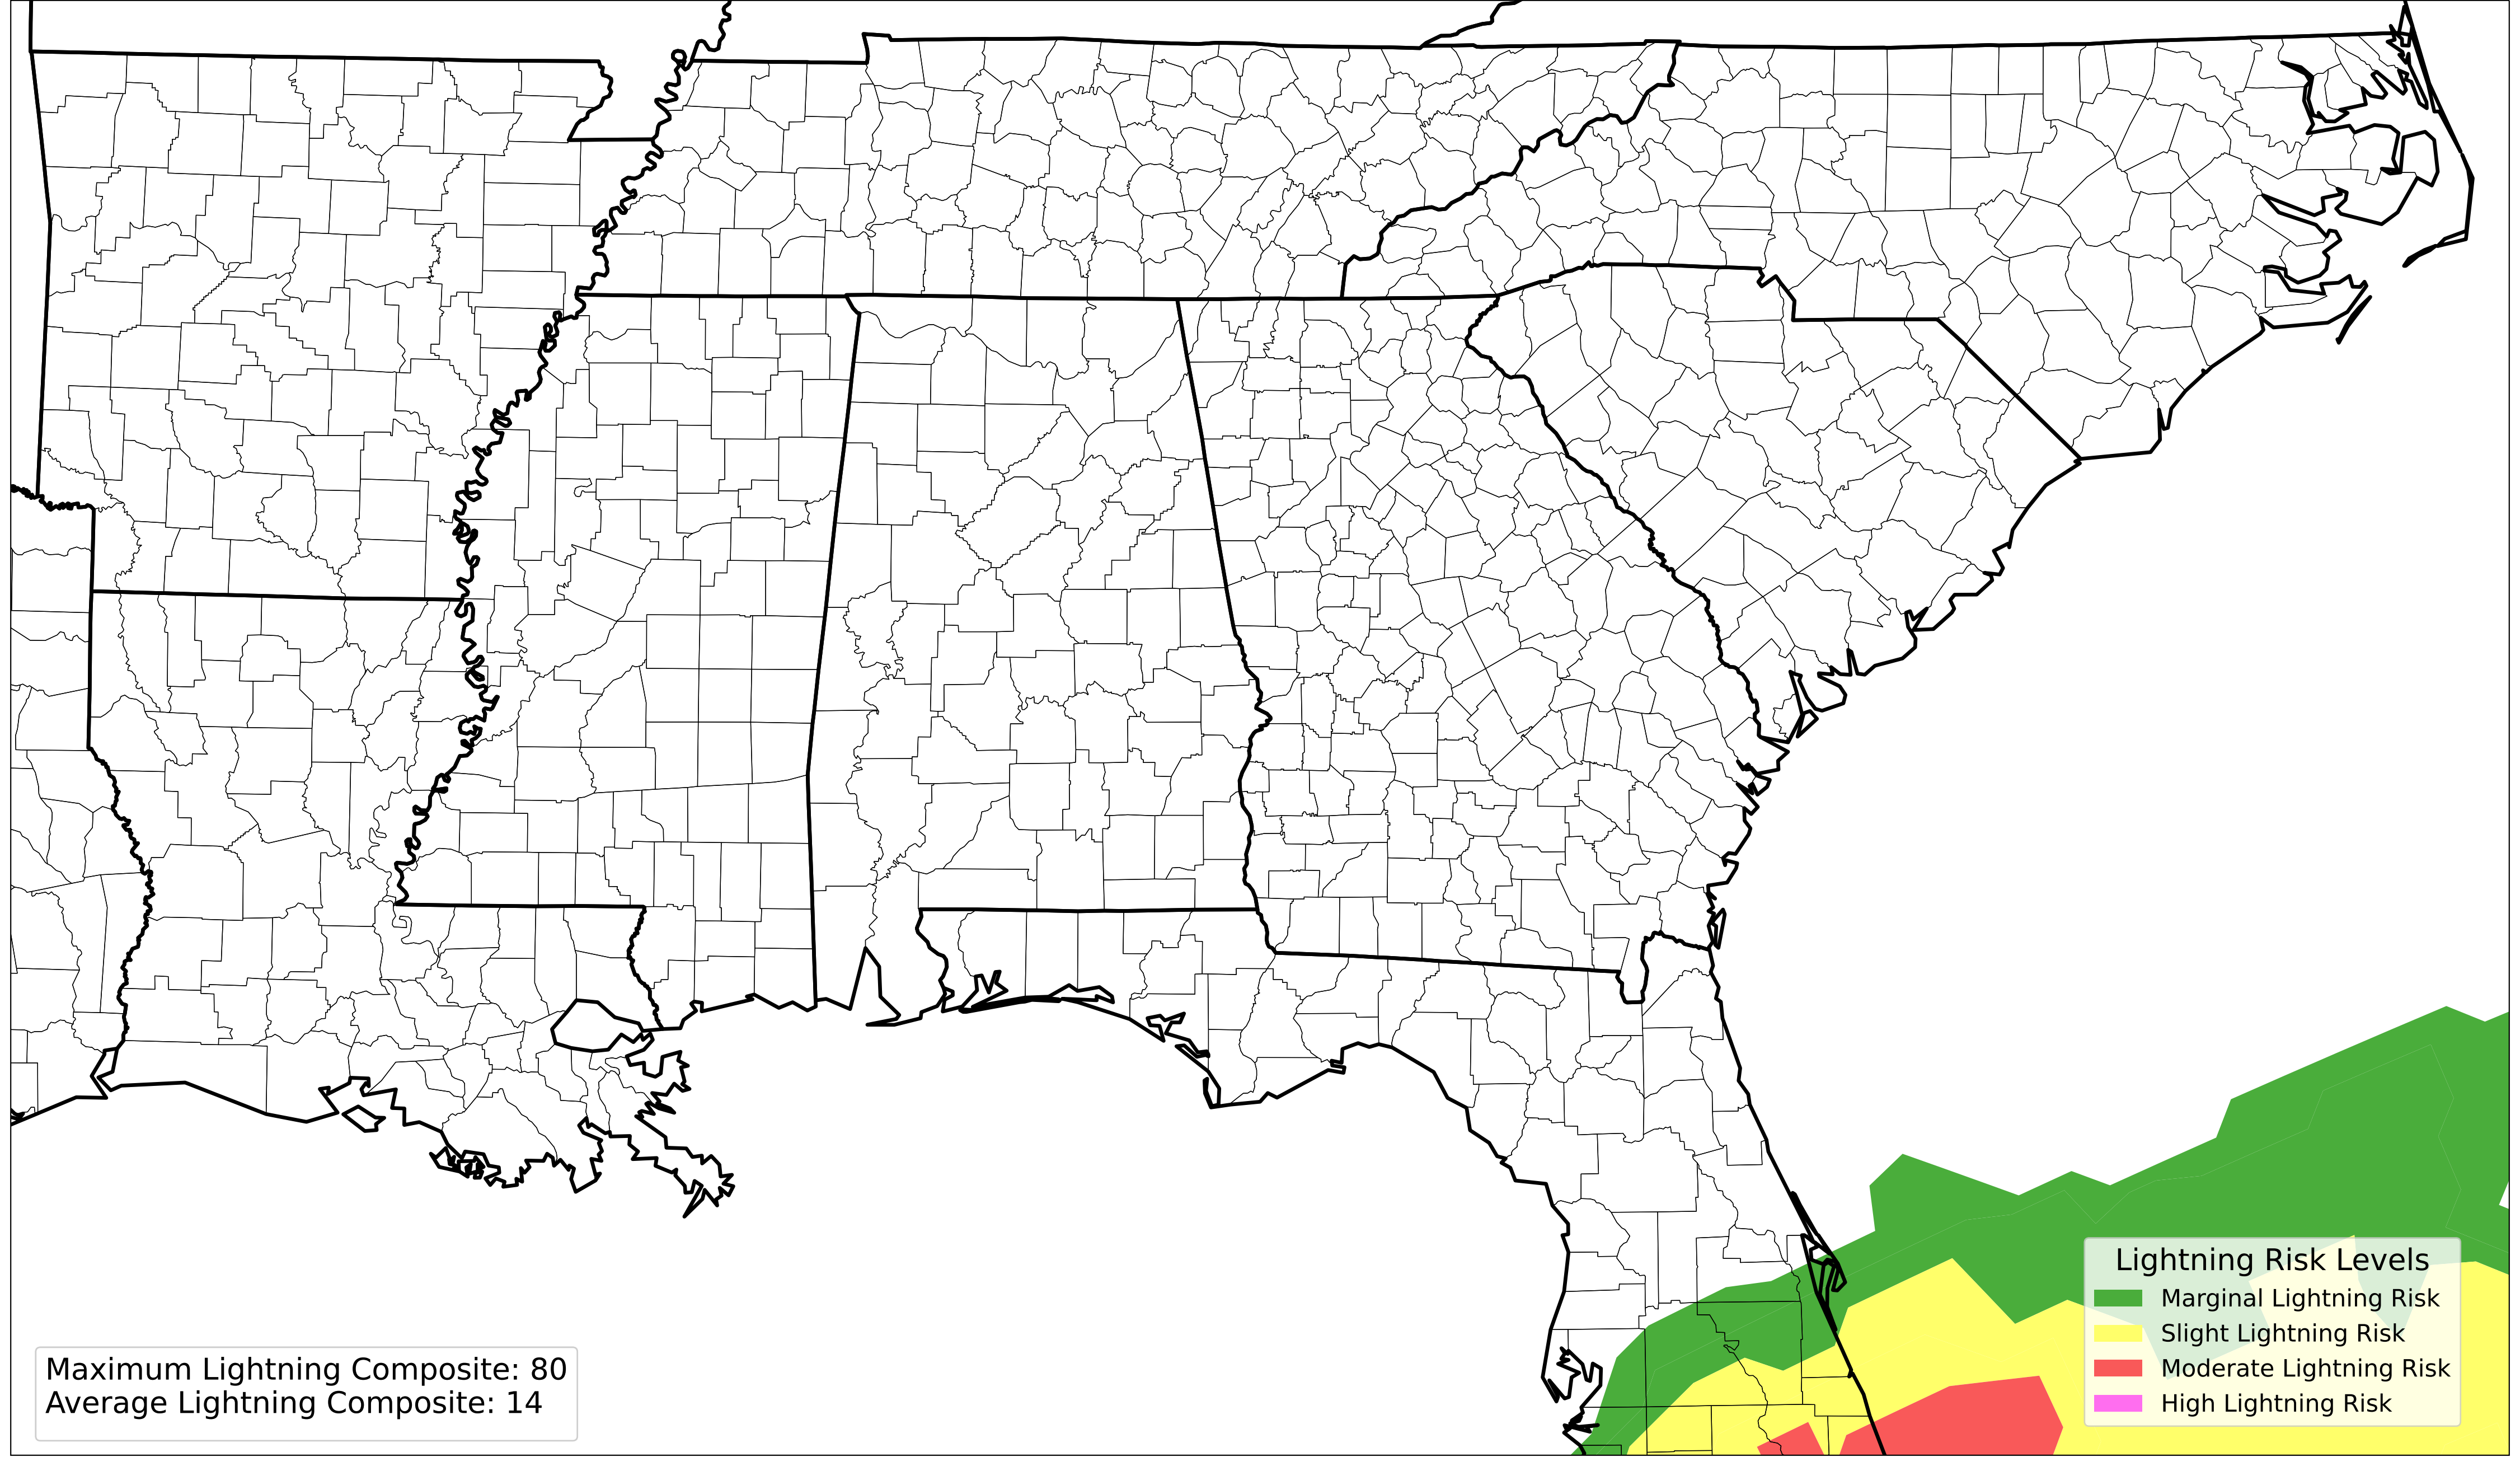 Lightning Risk Levels
Marginal Lightning Risk
Slight Lightning Risk
Moderate Lightning Risk
High Lightning Risk
Maximum Lightning Composite: 80
Average Lightning Composite: 14